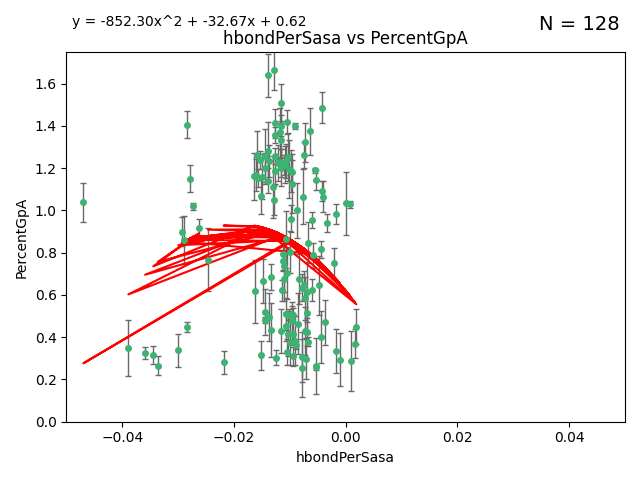 y = -852.30x^2 + -32.67x + 0.62
N = 128
hbondPerSasa vs PercentGpA
1.6
1.4
1.2
1.0
0.8
0.6
0.4
0.2
0.0
PercentGpA
−0.04 −0.02 0.00 0.02 0.04
hbondPerSasa